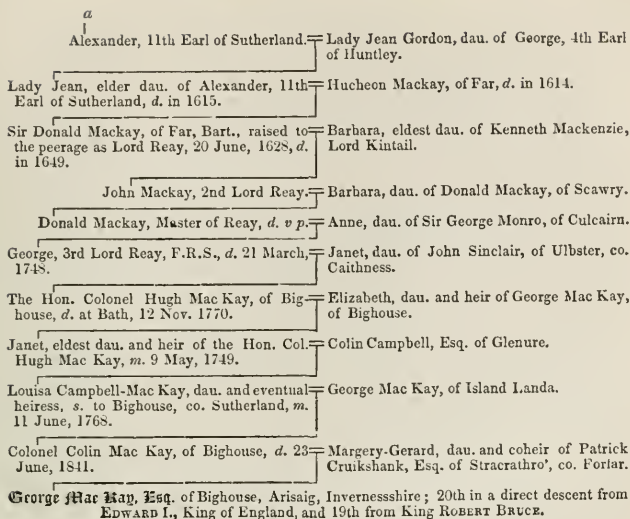 a
Alexander, 11th Earl of Sutherland.
Lady Jean Gordon, dau. of George, 4th Earl
of Huntley.
Lady Jean, elder dau. of Alexander, 11th
Earl of Sutherland, d. in 1615.
Hucheon Mackay, of Far, d. in 1614.
Sir Donald Mackay, of Far, Bart., raised to
the peerage as Lord Reay, 20 June, 1628, d.
in 1649.
Barbara, eldest dau. of Kenneth Mackenzie,
Lord Kintail.
John Mackay, 2nd Lord Reay.
Barbara, dau. of Donald Mackay, of Scawry.
Donald Mackay, Master of Reay, d. v p.
Anne, dau. of Sir George Monro, of Culcairn.
George, 3rd Lord Reay, F.R.S., d. 21 March,
1748.
Janet, dau. of John Sinclair, of Ulbster, co.
Caithness.
The Hon. Colonel Hugh Mac Kay, of Big-
house, d. at Bath, 12 Nov. 1770.
Elizabeth, dau. and heir of George Mac Kay,
of Bighouse.
Janet, eldest dau. and heir of the Hon. Col.
Hugh Mac Kay, m. 9 May, 1749.
Colin Campbell, Esq. of Glenure.
Louisa Campbell-Mac Kay, dau. and eventual
heiress, s. to Bighouse, co. Sutherland, m.
11 June, 1768.
George Mac Kay, of Island Landa.
Colonel Colin Mac Kay, of Bighouse, d. 23
June, 1841.
Margery-Gerard, dau. and coheir of Patrick
Cruikshank, Esq. of Stracrathro', co. Forfar.
George Mac Kay, Esq. of Bighouse, Arisaig, Invernessshire; 20th in a direct descent from
EDWARD I., King of England, and 19th from King ROBERT BRUCE.